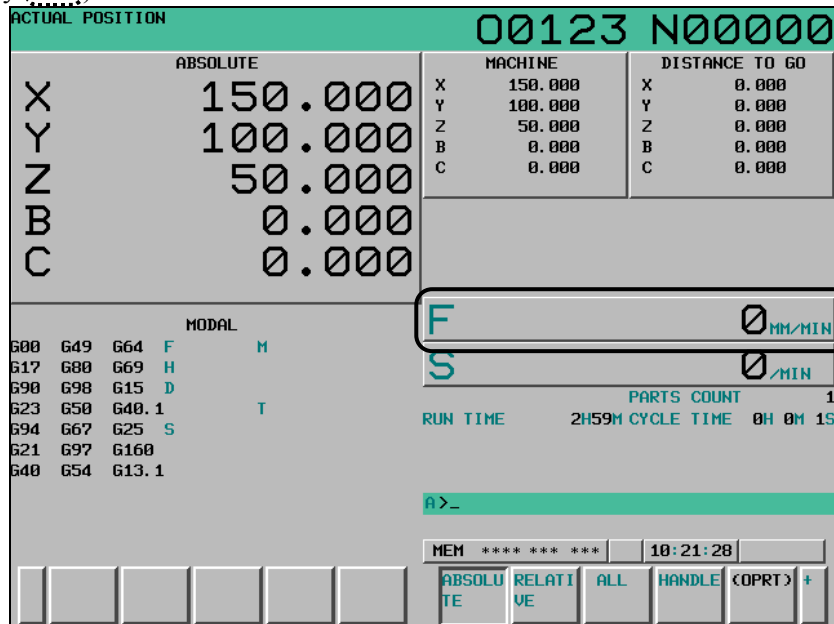 ACTUAL POSITION
O0123 N00000
ABSOLUTE
X 150.000
Y 100.000
Z 50.000
B 0.000
C 0.000
MACHINE
X 150.000
Y 100.000
Z 50.000
B 0.000
C 0.000
DISTANCE TO GO
X 0.000
Y 0.000
Z 0.000
B 0.000
C 0.000
MODAL
G00 G49 G64 F M
G17 G80 G69 H
G90 G98 G15 D
G23 G50 G40.1 T
G94 G67 G25 S
G21 G97 G160
G40 G54 G13.1
F 0 MM/MIN
S 0 /MIN
PARTS COUNT 1
RUN TIME 2H59M CYCLE TIME 0H 0M 1S
A>_
MEM **** *** *** 10:21:28
ABSOLU
TE
RELATI
VE
ALL
HANDLE
(OPRT)
+